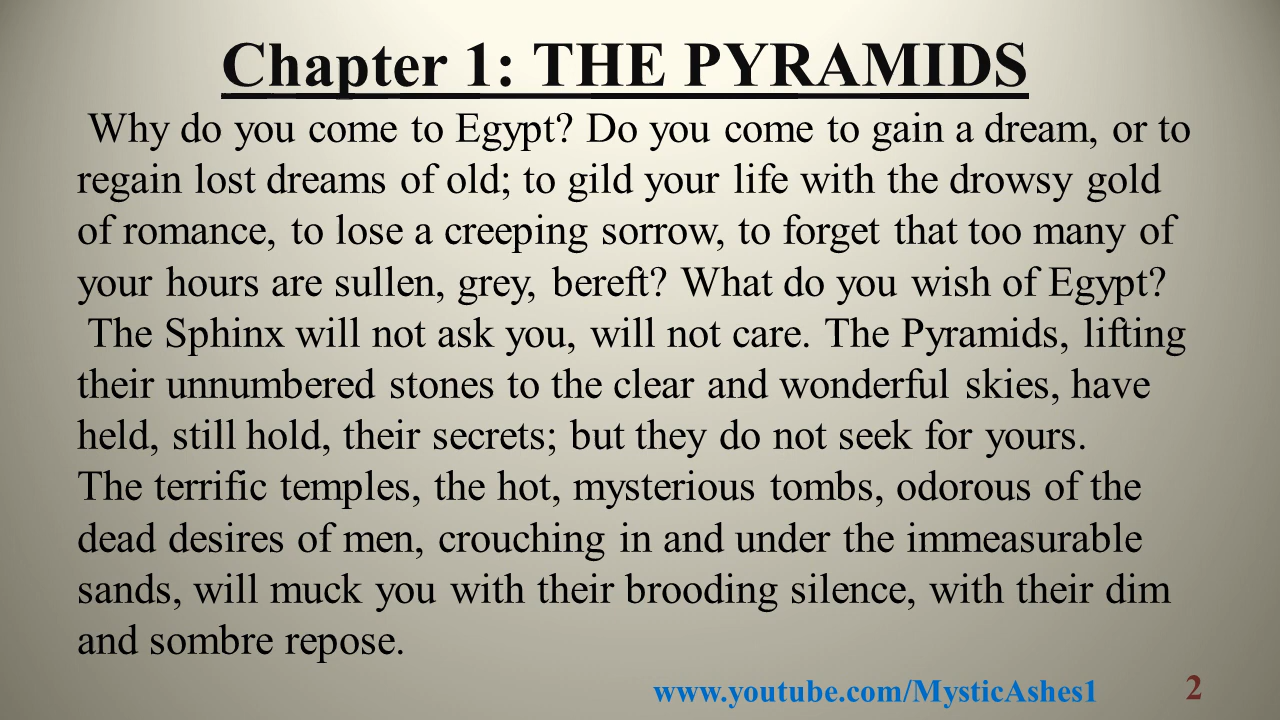 Chapter 1: THE PYRAMIDS
Why do you come to Egypt? Do you come to gain a dream, or to
regain lost dreams of old; to gild your life with the drowsy gold
of romance, to lose a creeping sorrow, to forget that too many of
your hours are sullen, grey, bereft? What do you wish of Egypt?
The Sphinx will not ask you, will not care. The Pyramids, lifting
their unnumbered stones to the clear and wonderful skies, have
held, still hold, their secrets; but they do not seek for yours.
The terrific temples, the hot, mysterious tombs, odorous of the
dead desires of men, crouching in and under the immeasurable
sands, will muck you with their brooding silence, with their dim
and sombre repose.
www.youtube.com/MysticAshes1 2